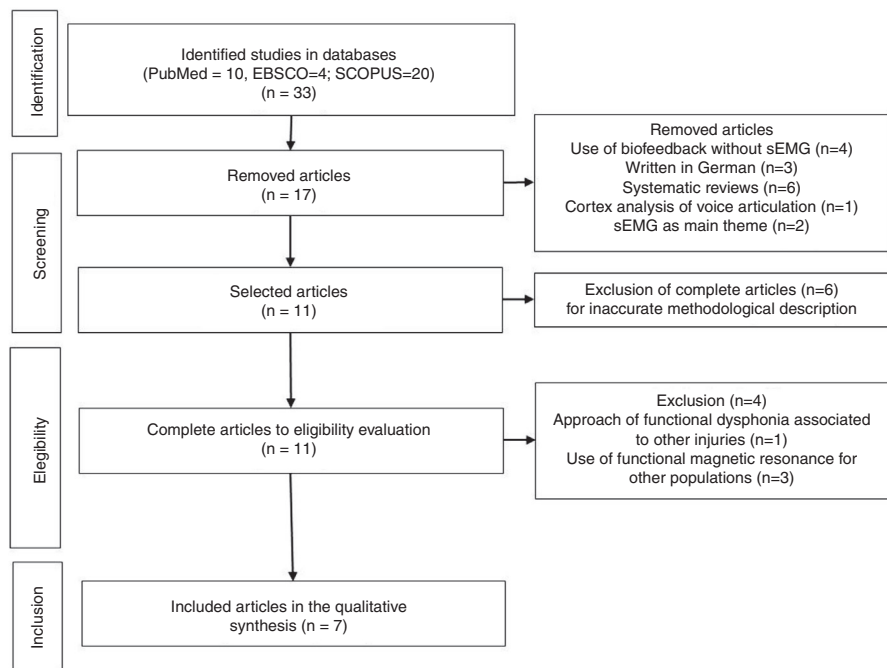 Identification
Identified studies in databases
(PubMed = 10, EBSCO=4; SCOPUS=20)
(n = 33)
Screening
Removed articles
n = 17)
Removed articles
Use of biofeedback without sEMG (n=4)
Written in German (n=3)
Systematic reviews (n=6)
Cortex analysis of voice articulation (n=1)
sEMG as main theme (n=2)
Selected articles
(n = 11)
Exclusion of complete articles (n=6)
for inaccurate methodological description
Elegibility
Complete articles to eligibility evaluation
(n = 11)
Exclusion (n=4)
Approach of functional dysphonia associated
to other injuries (n=1)
Use of functional magnetic resonance for
other populations (n=3)
Inclusion
Included articles in the qualitative
synthesis (n = 7)